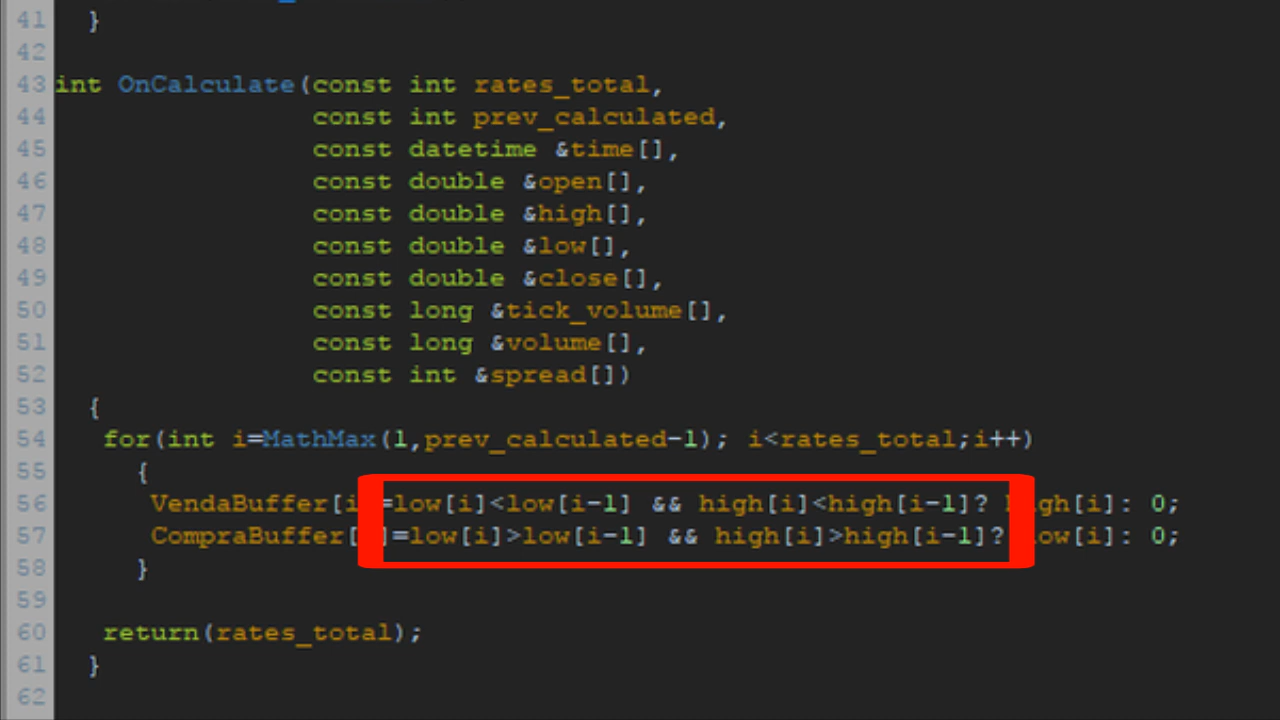 41 }
42
43 int OnCalculate(const int rates_total,
44 const int prev_calculated,
45 const datetime &time[],
46 const double &open[],
47 const double &high[],
48 const double &low[],
49 const double &close[],
50 const long &tick_volume[],
51 const long &volume[],
52 const int &spread[])
53 {
54 for(int i=MathMax(1,prev_calculated-1); i<rates_total;i++)
55 {
56 VendaBuffer[i]=low[i]<low[i-1] && high[i]<high[i-1]? high[i]: 0;
57 CompraBuffer[i]=low[i]>low[i-1] && high[i]>high[i-1]? low[i]: 0;
58 }
59
60 return(rates_total);
61 }
62